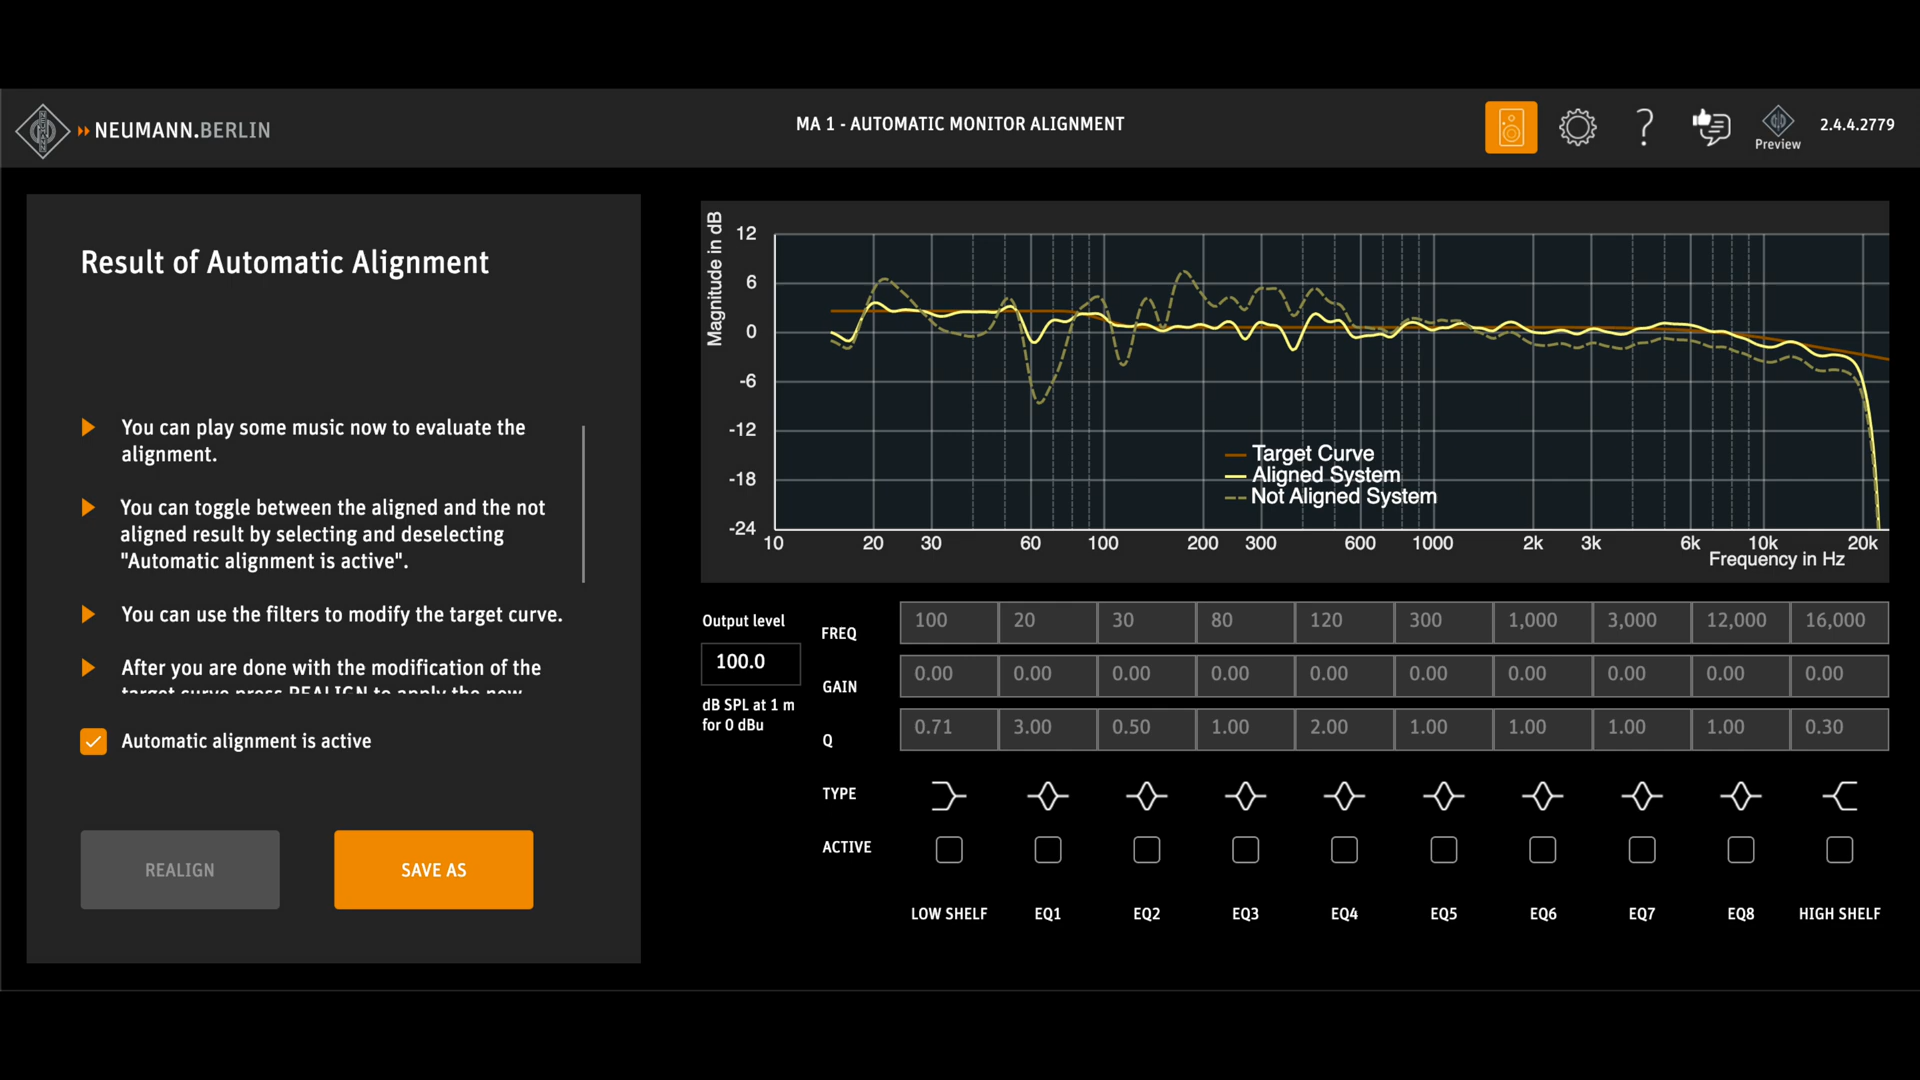 NEUMANN.BERLIN
MA 1 - AUTOMATIC MONITOR ALIGNMENT
?
Preview
2.4.4.2779
Result of Automatic Alignment
You can play some music now to evaluate the
alignment.
You can toggle between the aligned and the not
aligned result by selecting and deselecting
"Automatic alignment is active".
You can use the filters to modify the target curve.
After you are done with the modification of the
target curve press REALIGN to apply the new
Automatic alignment is active
REALIGN
SAVE AS
Magnitude in dB
12
6
0
-6
-12
-18
-24
Target Curve
Aligned System
Not Aligned System
10 20 30 60 100 200 300 600 1000 2k 3k 6k 10k 20k
Frequency in Hz
Output level
100.0
dB SPL at 1 m
for 0 dBu
FREQ 100 20 30 80 120 300 1,000 3,000 12,000 16,000
GAIN 0.00 0.00 0.00 0.00 0.00 0.00 0.00 0.00 0.00 0.00
Q 0.71 3.00 0.50 1.00 2.00 1.00 1.00 1.00 1.00 0.30
TYPE
ACTIVE
LOW SHELF EQ1 EQ2 EQ3 EQ4 EQ5 EQ6 EQ7 EQ8 HIGH SHELF